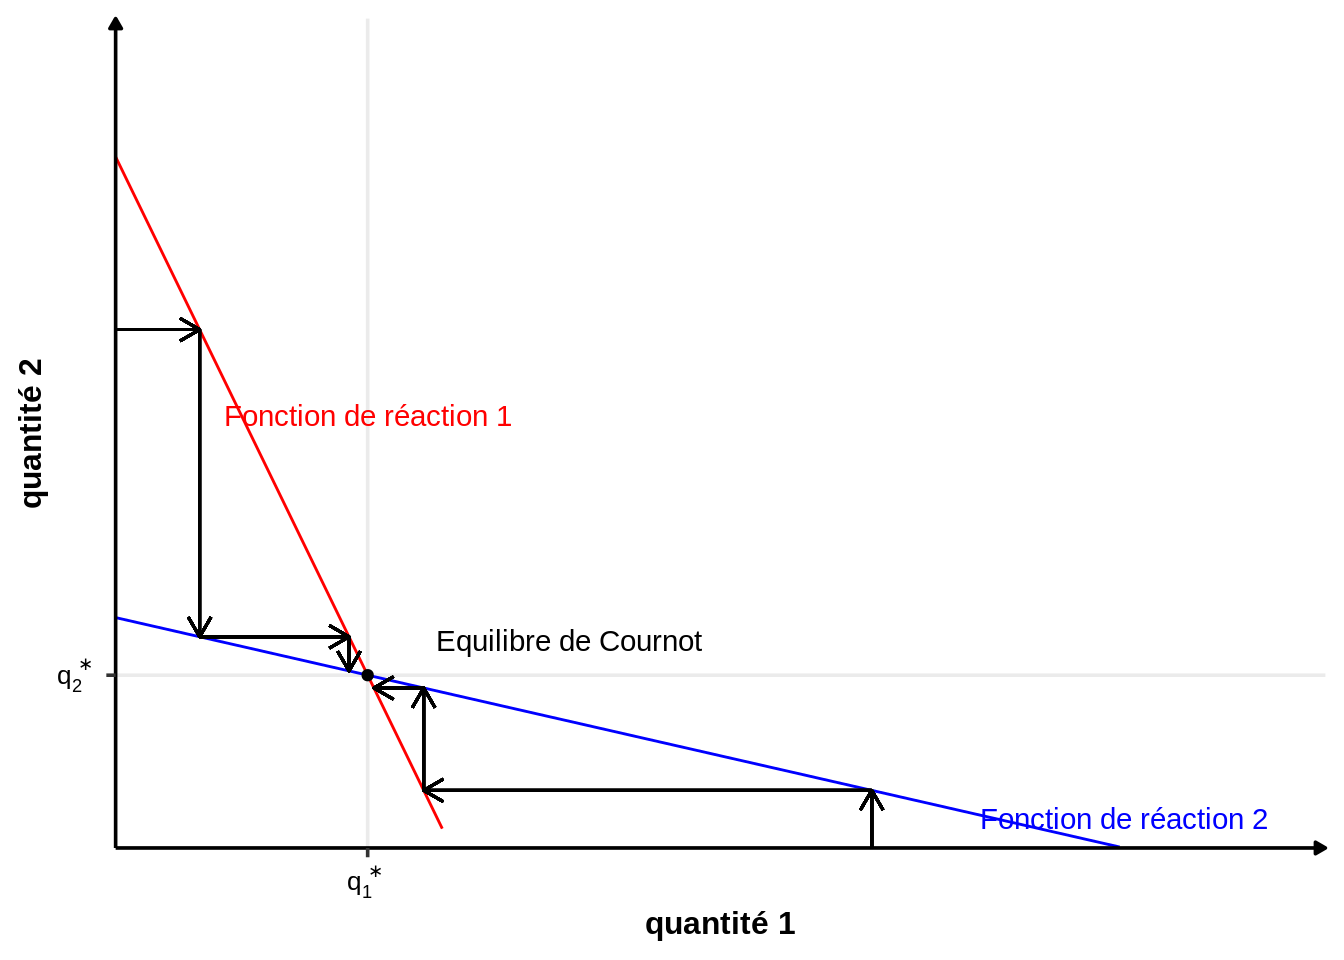 quantité 2
Fonction de réaction 1
Equilibre de Cournot
q₂*
Fonction de réaction 2
q₁*
quantité 1